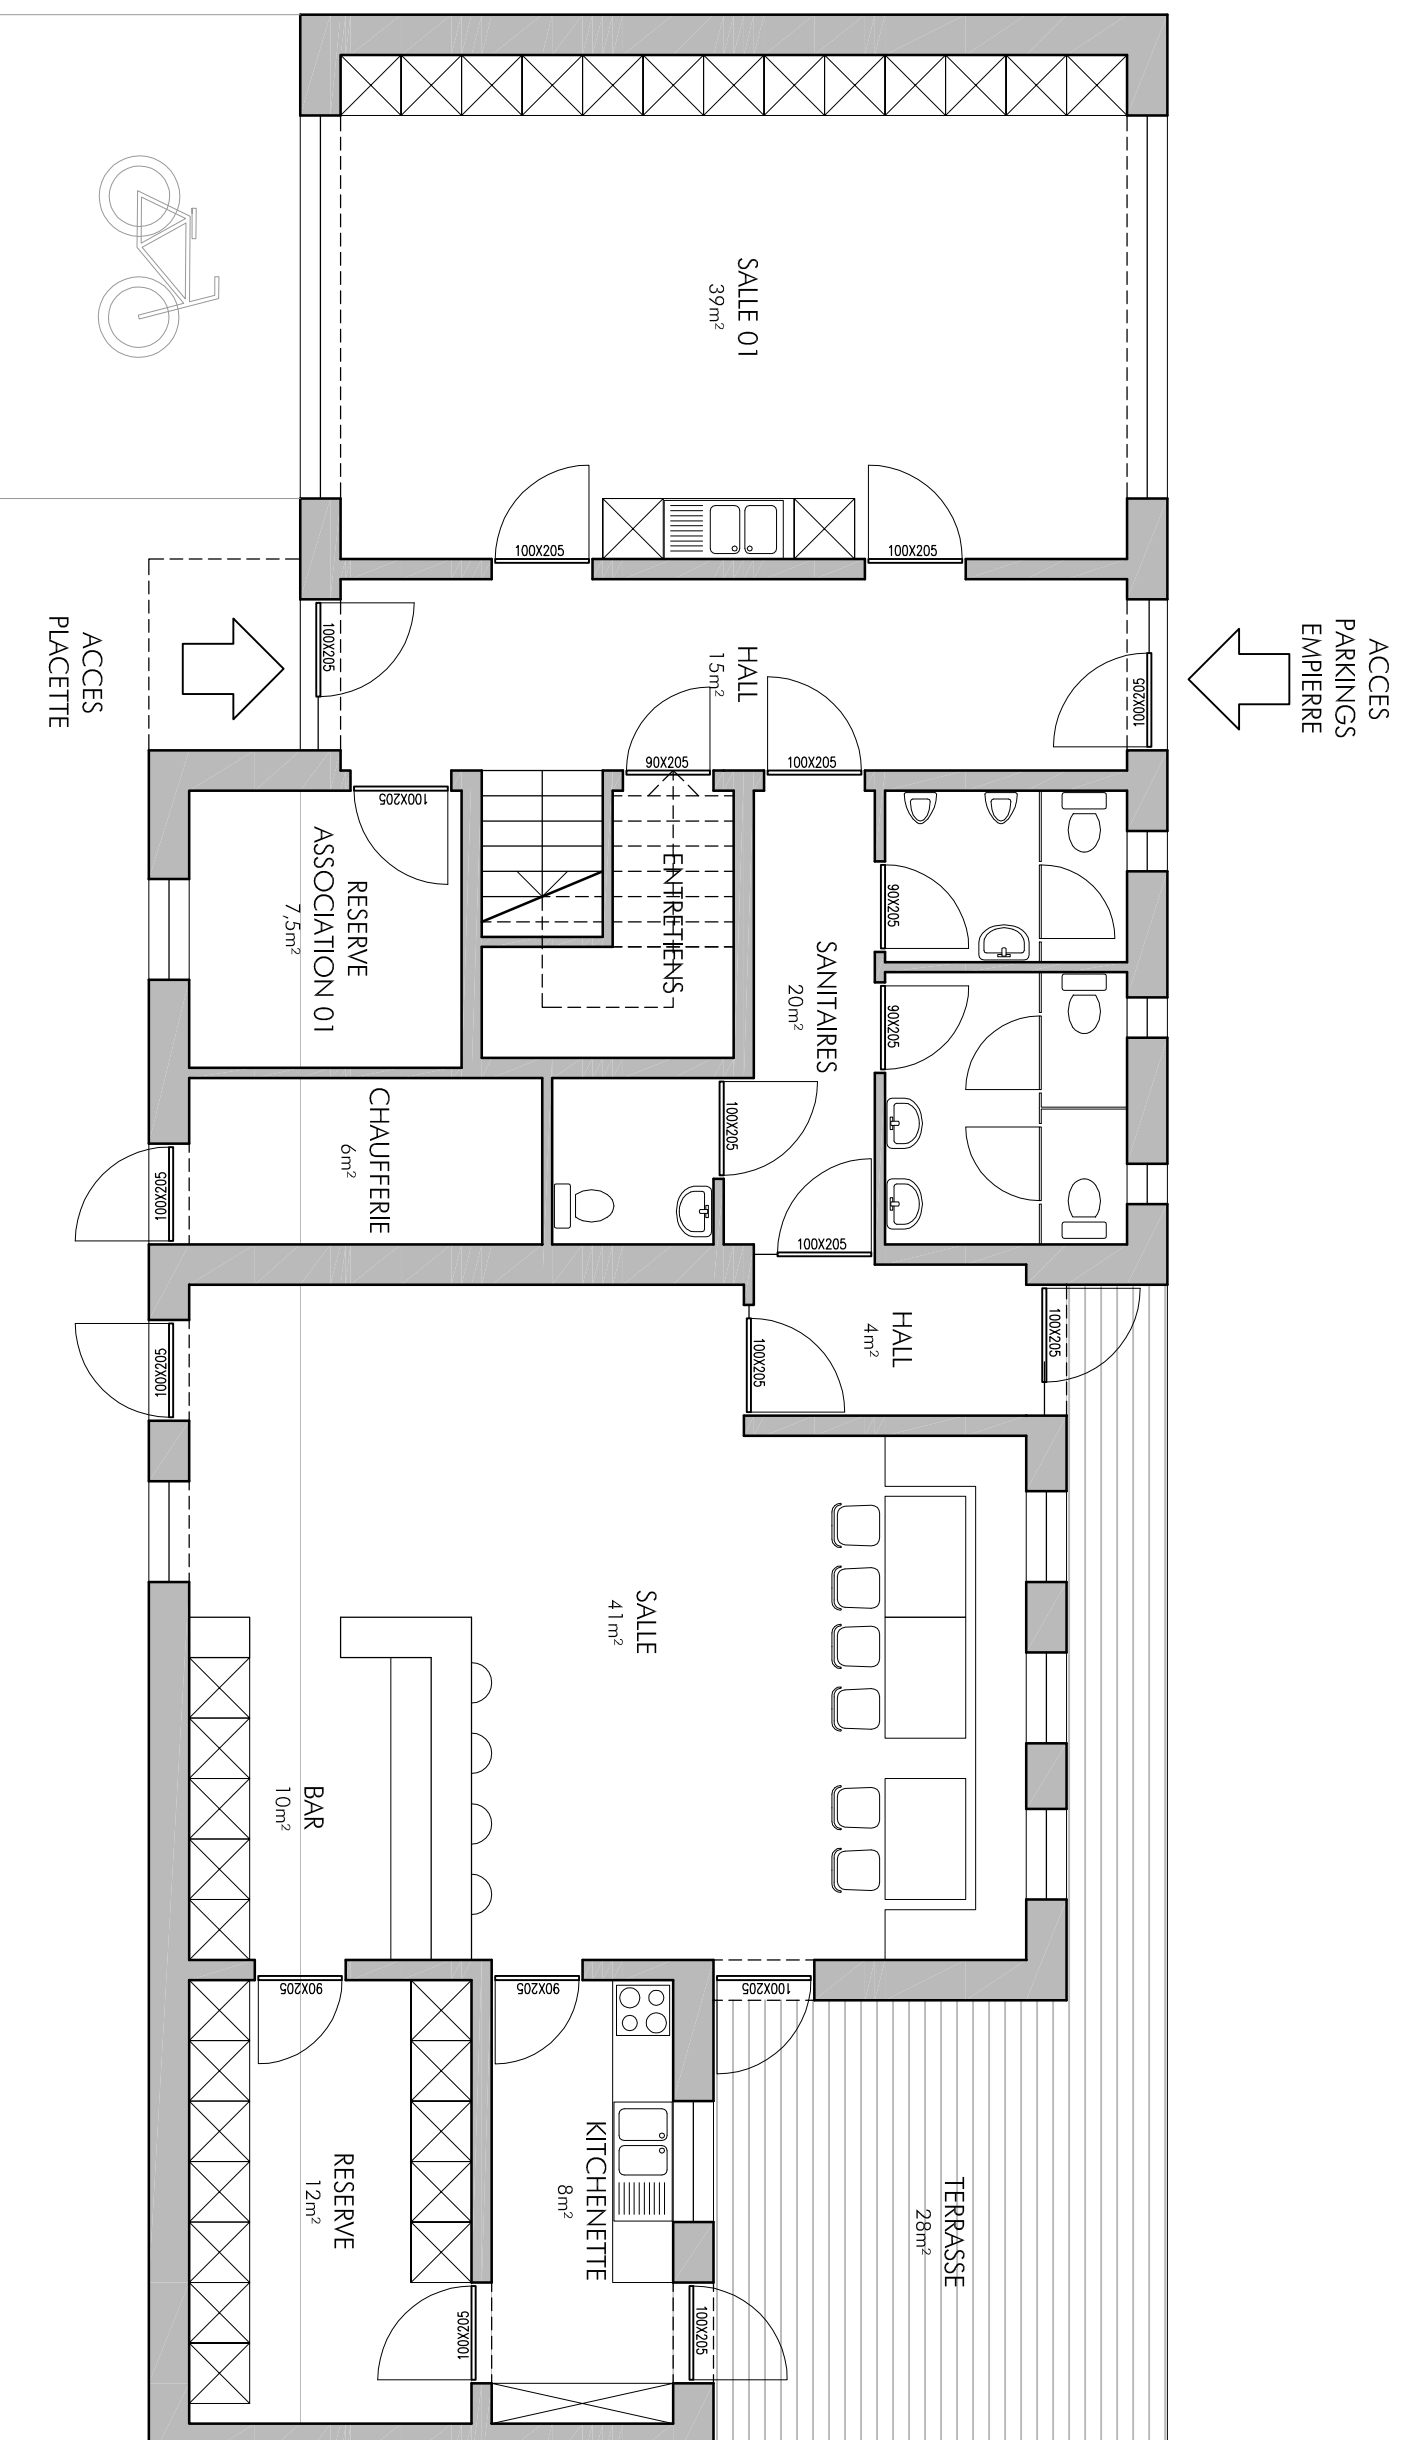 ACCES
PARKINGS
EMPIERRE
ACCES
PLACETTE
SALLE 01
39m²
100X205
100X205
HALL
15m²
100X205
100X205
90X205
100X205
100X205
RESERVE
ASSOCIATION 01
7,5m²
ENTRETIENS
SANITAIRES
20m²
90X205
90X205
100X205
100X205
CHAUFFERIE
6m²
100X205
HALL
4m²
100X205
100X205
100X205
SALLE
41m²
BAR
10m²
90X205
90X205
100X205
RESERVE
12m²
100X205
KITCHENETTE
8m²
100X205
TERRASSE
28m²